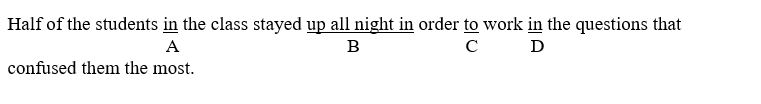 Half of the students in the class stayed up all night in order to work in the questions that
A B C D
confused them the most.